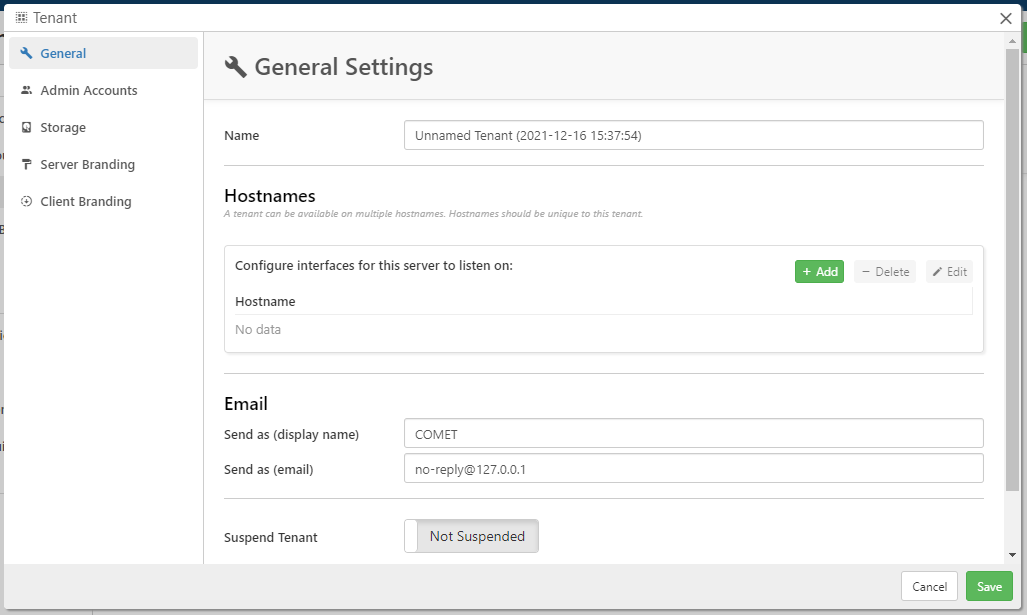 Tenant
General
Admin Accounts
Storage
Server Branding
Client Branding
General Settings
Name
Unnamed Tenant (2021-12-16 15:37:54)
Hostnames
A tenant can be available on multiple hostnames. Hostnames should be unique to this tenant.
Configure interfaces for this server to listen on:
+ Add
− Delete
Edit
Hostname
No data
Email
Send as (display name)
COMET
Send as (email)
no-reply@127.0.0.1
Suspend Tenant
Not Suspended
Cancel
Save